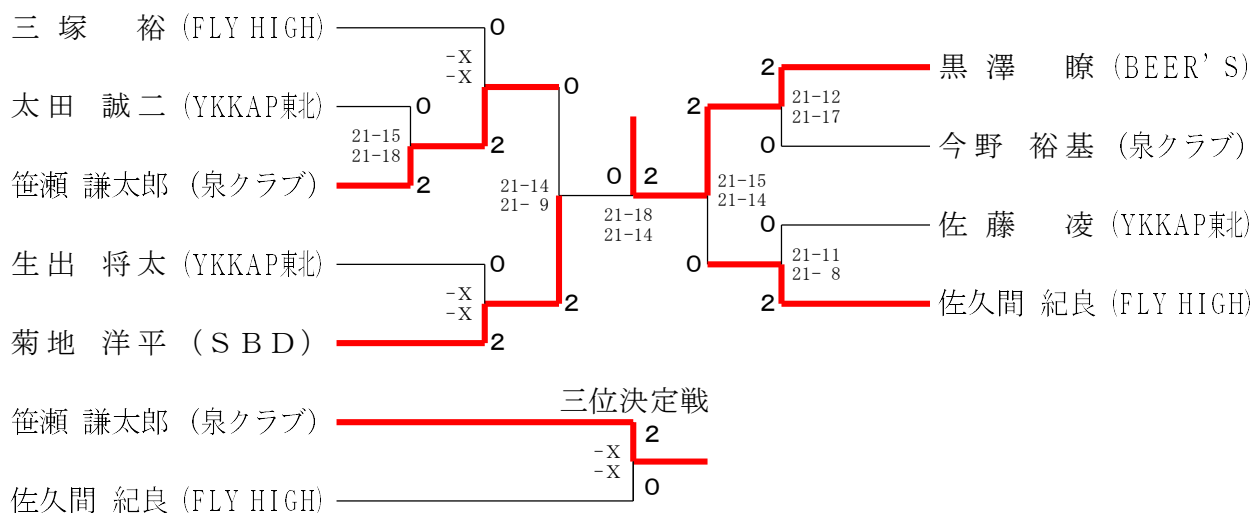 三塚 裕 (FLY HIGH)
0
-X
-X
太田 誠二 (YKKAP東北)
0
21-15
21-18
2
0
笹瀬 謙太郎 (泉クラブ)
2
21-14
21- 9
生出 将太 (YKKAP東北)
0
-X
-X
2
菊地 洋平 (SBD)
2
0
2
21-18
21-14
2
黒澤 瞭 (BEER'S)
2
21-12
21-17
今野 裕基 (泉クラブ)
0
21-15
21-14
佐藤 凌 (YKKAP東北)
0
0
21-11
21- 8
佐久間 紀良 (FLY HIGH)
2
三位決定戦
笹瀬 謙太郎 (泉クラブ)
2
-X
-X
佐久間 紀良 (FLY HIGH)
0